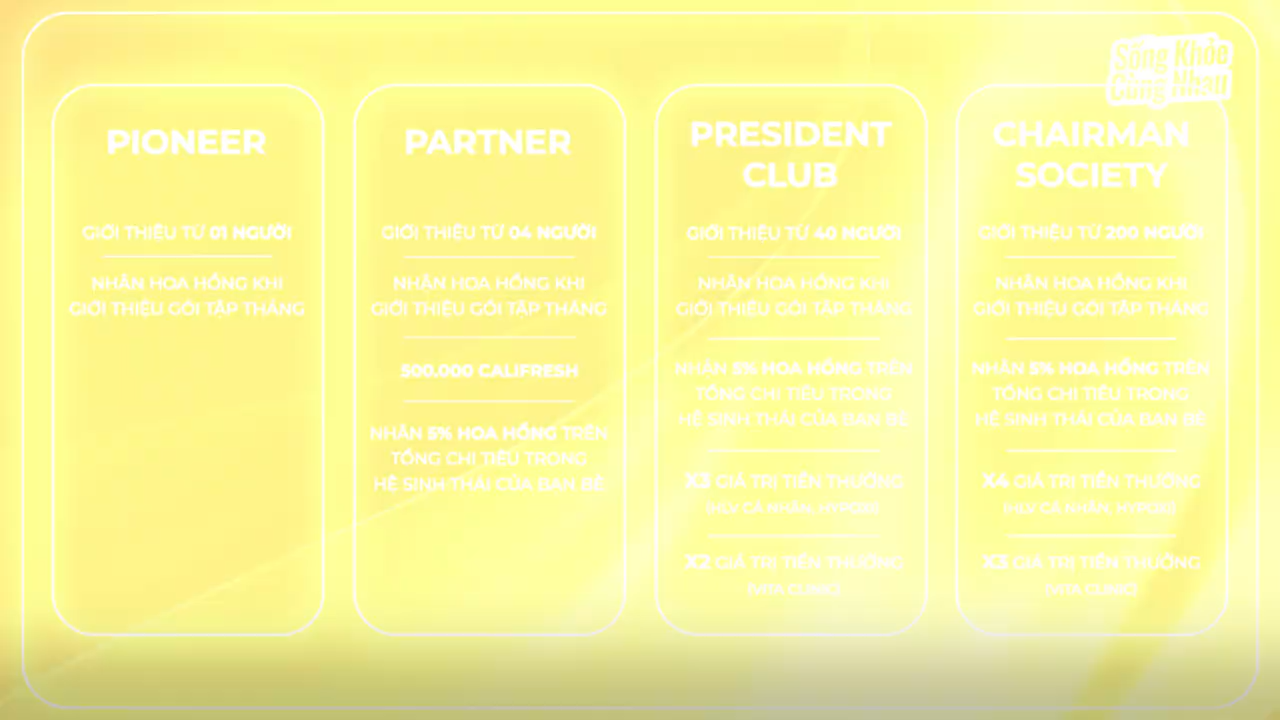 Sống Khỏe
Cùng Nhau
PIONEER
GIỚI THIỆU TỪ 01 NGƯỜI
NHẬN HOA HỒNG KHI
GIỚI THIỆU GÓI TẬP THÁNG
PARTNER
GIỚI THIỆU TỪ 04 NGƯỜI
NHẬN HOA HỒNG KHI
GIỚI THIỆU GÓI TẬP THÁNG
500.000 CALIFRESH
NHẬN 5% HOA HỒNG TRÊN
TỔNG CHI TIÊU TRONG
HỆ SINH THÁI CỦA BẠN BÈ
PRESIDENT
CLUB
GIỚI THIỆU TỪ 40 NGƯỜI
NHẬN HOA HỒNG KHI
GIỚI THIỆU GÓI TẬP THÁNG
NHẬN 5% HOA HỒNG TRÊN
TỔNG CHI TIÊU TRONG
HỆ SINH THÁI CỦA BẠN BÈ
X3 GIÁ TRỊ TIỀN THƯỞNG
(HLV CÁ NHÂN, HYPOXI)
X2 GIÁ TRỊ TIỀN THƯỞNG
(VITA CLINIC)
CHAIRMAN
SOCIETY
GIỚI THIỆU TỪ 200 NGƯỜI
NHẬN HOA HỒNG KHI
GIỚI THIỆU GÓI TẬP THÁNG
NHẬN 5% HOA HỒNG TRÊN
TỔNG CHI TIÊU TRONG
HỆ SINH THÁI CỦA BẠN BÈ
X4 GIÁ TRỊ TIỀN THƯỞNG
(HLV CÁ NHÂN, HYPOXI)
X3 GIÁ TRỊ TIỀN THƯỞNG
(VITA CLINIC)